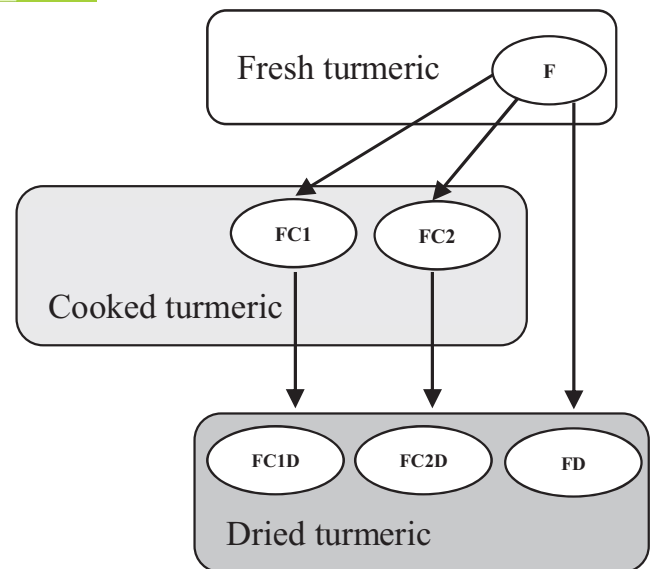 Fresh turmeric F
FC1 FC2
Cooked turmeric
FC1D FC2D FD
Dried turmeric